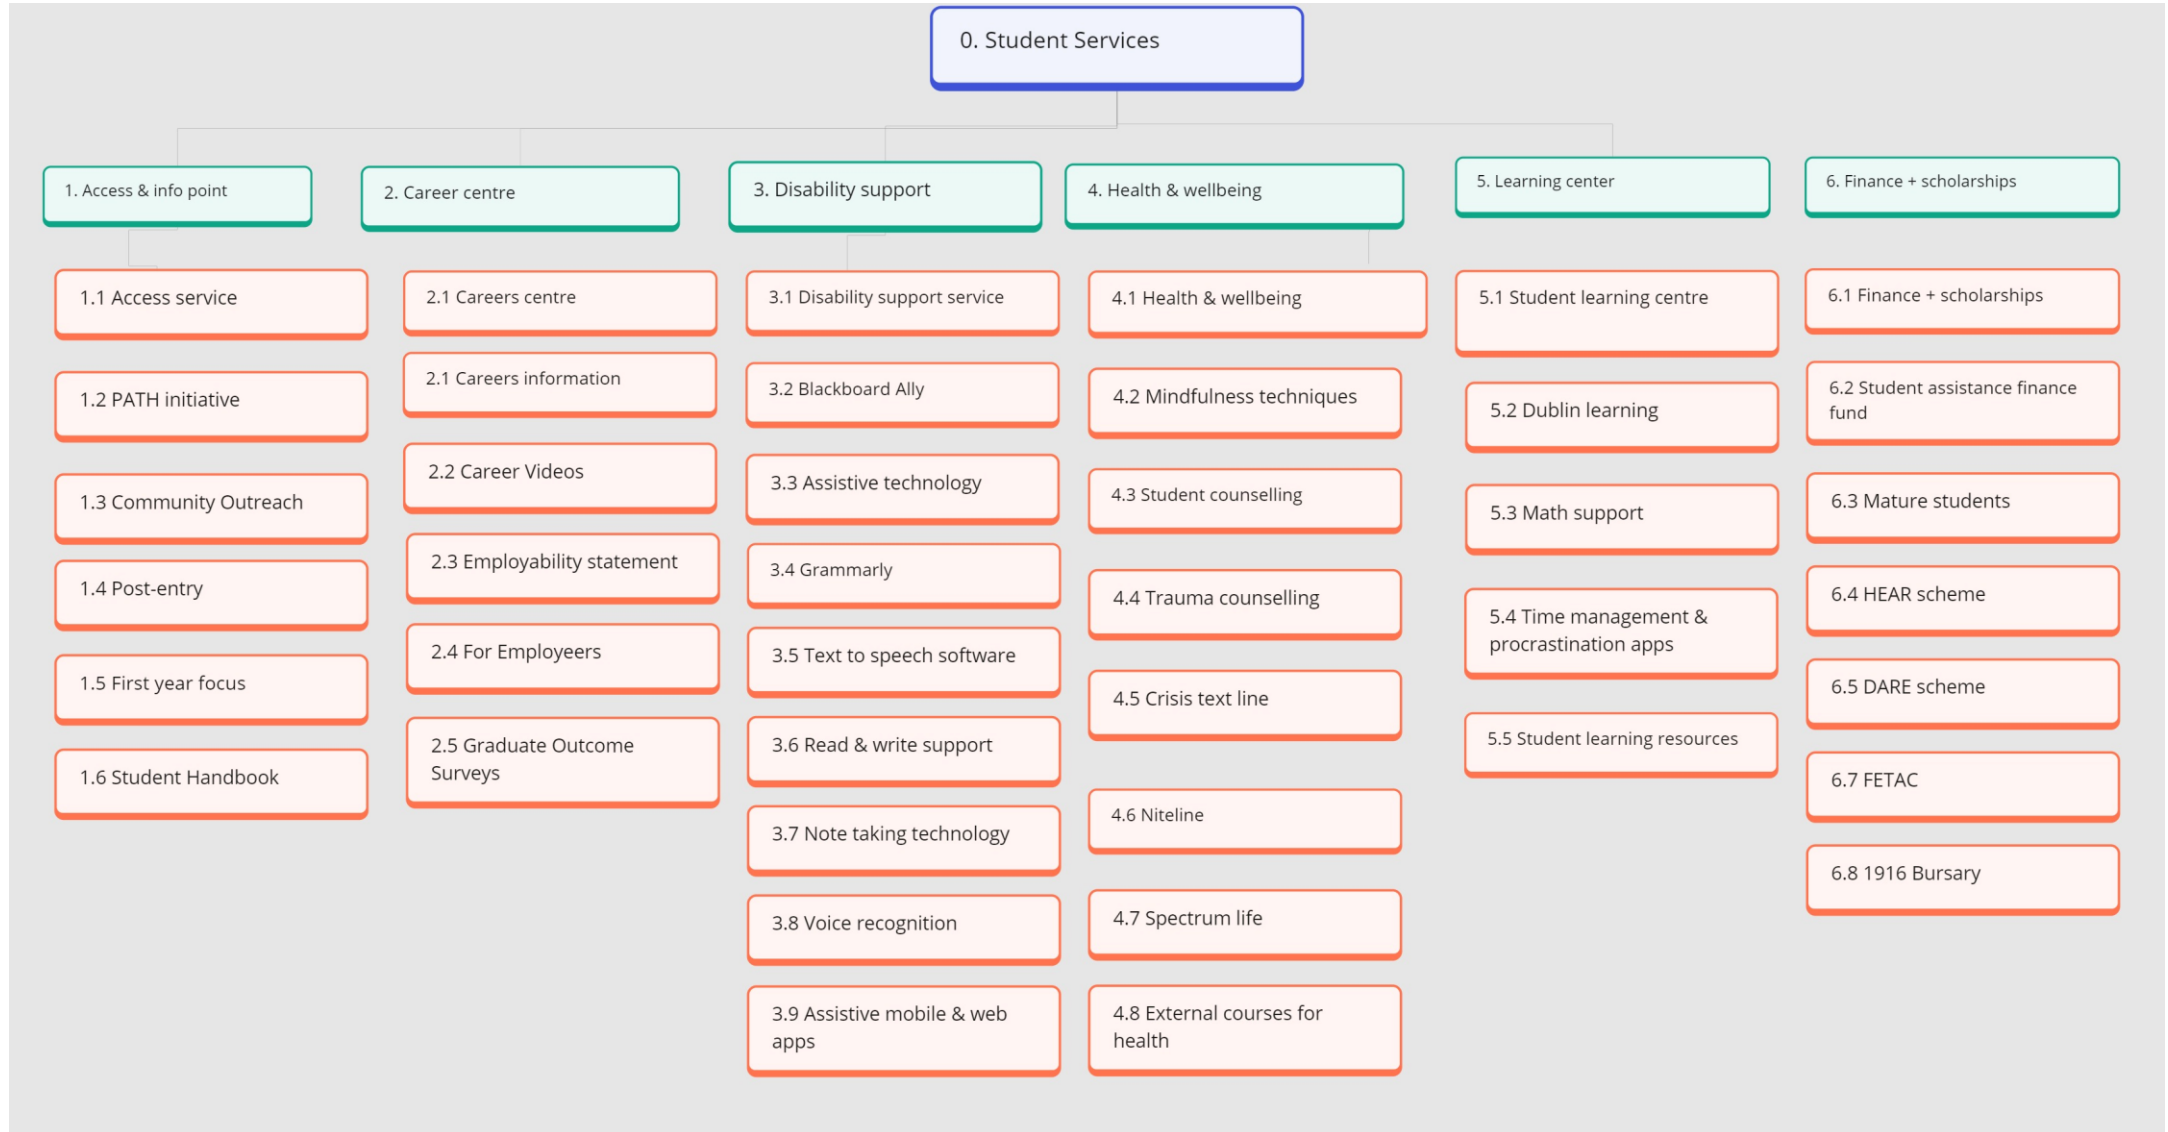 0. Student Services
1. Access & info point
2. Career centre
3. Disability support
4. Health & wellbeing
5. Learning center
6. Finance + scholarships
1.1 Access service
1.2 PATH initiative
1.3 Community Outreach
1.4 Post-entry
1.5 First year focus
1.6 Student Handbook
2.1 Careers centre
2.1 Careers information
2.2 Career Videos
2.3 Employability statement
2.4 For Employeers
2.5 Graduate Outcome
Surveys
3.1 Disability support service
3.2 Blackboard Ally
3.3 Assistive technology
3.4 Grammarly
3.5 Text to speech software
3.6 Read & write support
3.7 Note taking technology
3.8 Voice recognition
3.9 Assistive mobile & web
apps
4.1 Health & wellbeing
4.2 Mindfulness techniques
4.3 Student counselling
4.4 Trauma counselling
4.5 Crisis text line
4.6 Niteline
4.7 Spectrum life
4.8 External courses for
health
5.1 Student learning centre
5.2 Dublin learning
5.3 Math support
5.4 Time management &
procrastination apps
5.5 Student learning resources
6.1 Finance + scholarships
6.2 Student assistance finance
fund
6.3 Mature students
6.4 HEAR scheme
6.5 DARE scheme
6.7 FETAC
6.8 1916 Bursary